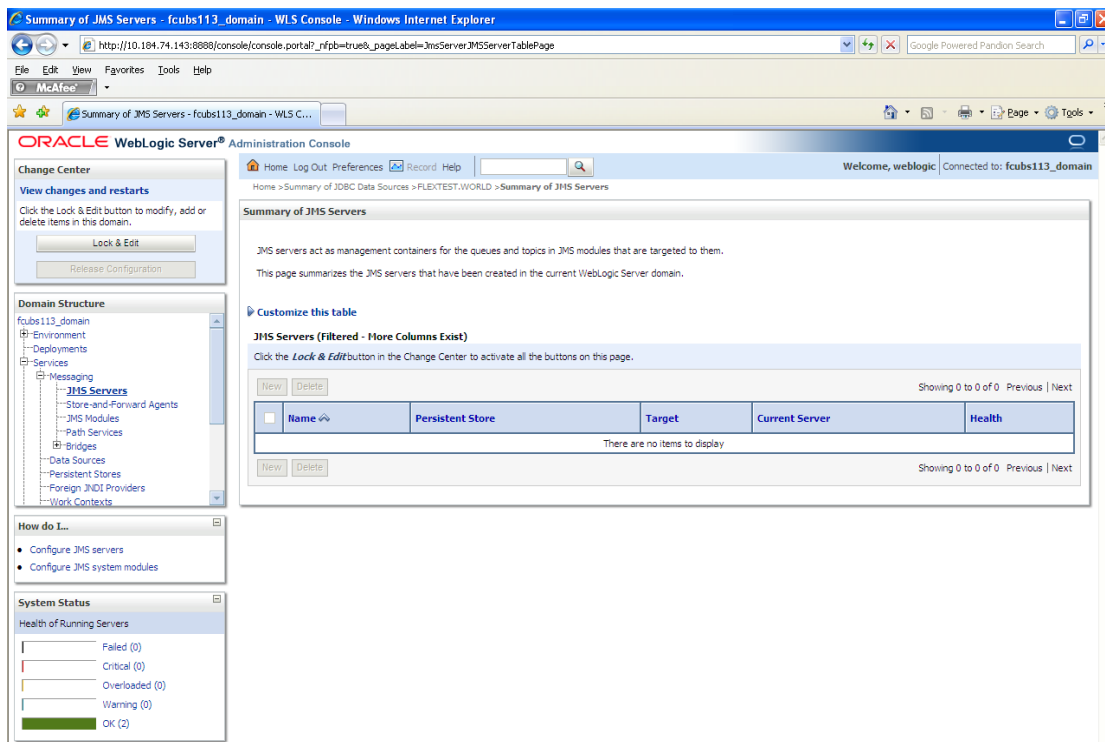 Summary of JMS Servers - fcubs113_domain - WLS Console - Windows Internet Explorer
http://10.184.74.143:8888/console/console.portal?_nfpb=true&_pageLabel=JmsServerJMSServerTablePage
Google Powered Pandion Search
File Edit View Favorites Tools Help
McAfee
Summary of JMS Servers - fcubs113_domain - WLS C...
Page Tools
ORACLE WebLogic Server® Administration Console
Change Center
View changes and restarts
Click the Lock & Edit button to modify, add or
delete items in this domain.
Lock & Edit
Release Configuration
Domain Structure
fcubs113_domain
Environment
Deployments
Services
Messaging
JMS Servers
Store-and-Forward Agents
JMS Modules
Path Services
Bridges
Data Sources
Persistent Stores
Foreign JNDI Providers
Work Contexts
How do I...
Configure JMS servers
Configure JMS system modules
System Status
Health of Running Servers
Failed (0)
Critical (0)
Overloaded (0)
Warning (0)
OK (2)
Home Log Out Preferences Record Help
Welcome, weblogic Connected to: fcubs113_domain
Home >Summary of JDBC Data Sources >FLEXTEST.WORLD >Summary of JMS Servers
Summary of JMS Servers
JMS servers act as management containers for the queues and topics in JMS modules that are targeted to them.
This page summarizes the JMS servers that have been created in the current WebLogic Server domain.
Customize this table
JMS Servers (Filtered - More Columns Exist)
Click the Lock & Edit button in the Change Center to activate all the buttons on this page.
New Delete
Showing 0 to 0 of 0 Previous | Next
Name Persistent Store Target Current Server Health
There are no items to display
New Delete
Showing 0 to 0 of 0 Previous | Next